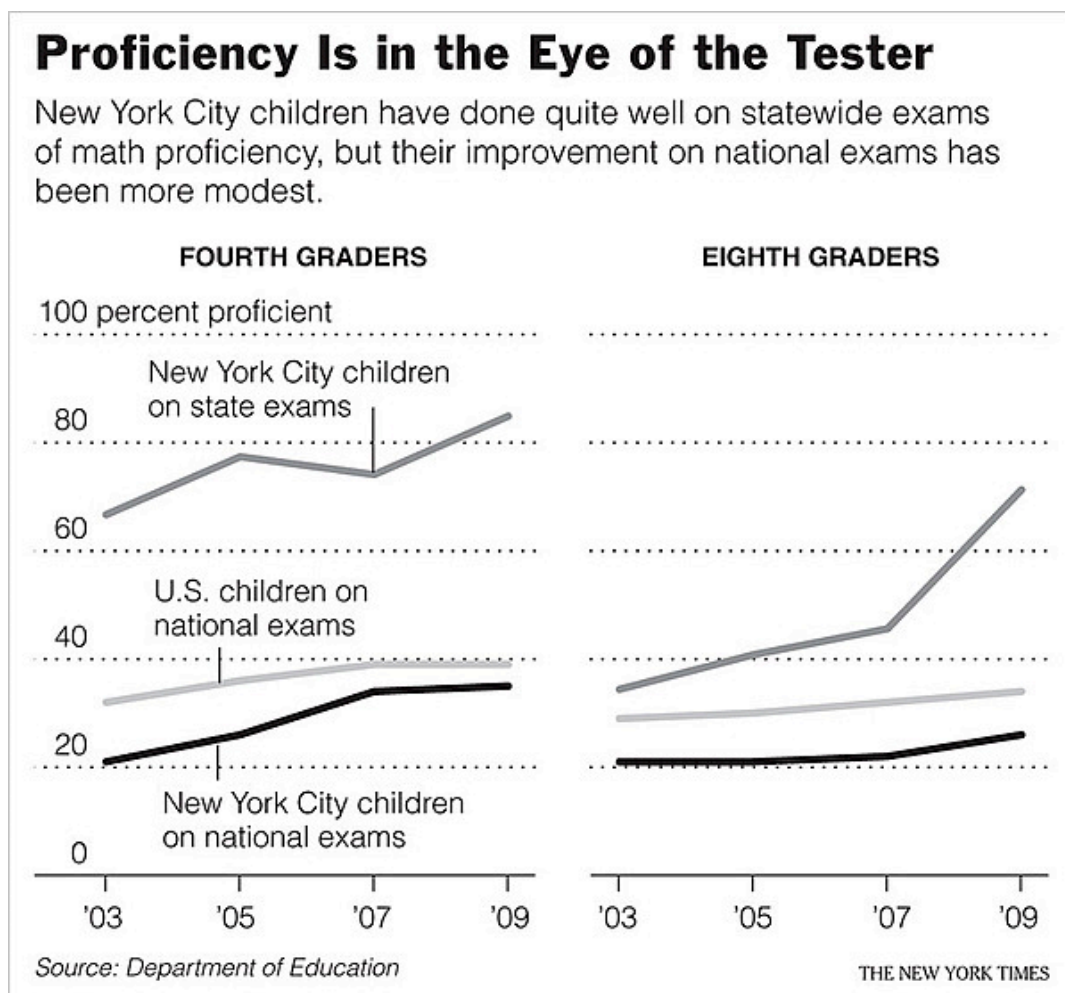 Proficiency Is in the Eye of the Tester
New York City children have done quite well on statewide exams
of math proficiency, but their improvement on national exams has
been more modest.
FOURTH GRADERS
100 percent proficient
New York City children
on state exams
80
60
U.S. children on
national exams
40
20
New York City children
on national exams
0
'03 '05 '07 '09
EIGHTH GRADERS
'03 '05 '07 '09
Source: Department of Education
THE NEW YORK TIMES